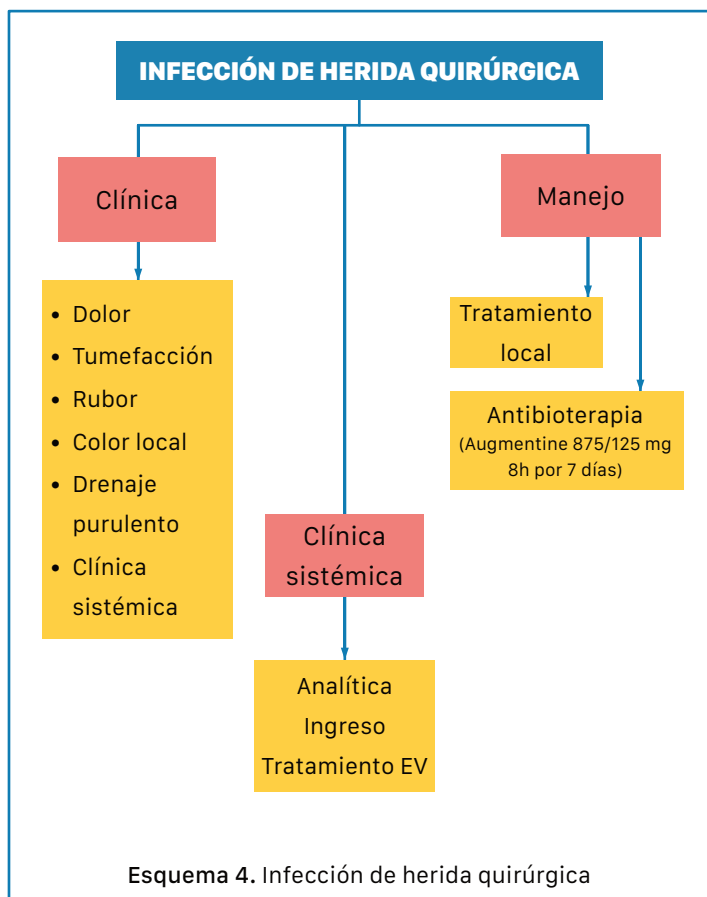 INFECCIÓN DE HERIDA QUIRÚRGICA
Clínica
• Dolor
• Tumefacción
• Rubor
• Color local
• Drenaje
purulento
• Clínica
sistémica
Clínica
sistémica
Analítica
Ingreso
Tratamiento EV
Manejo
Tratamiento
local
Antibioterapia
(Augmentine 875/125 mg
8h por 7 días)
Esquema 4. Infección de herida quirúrgica